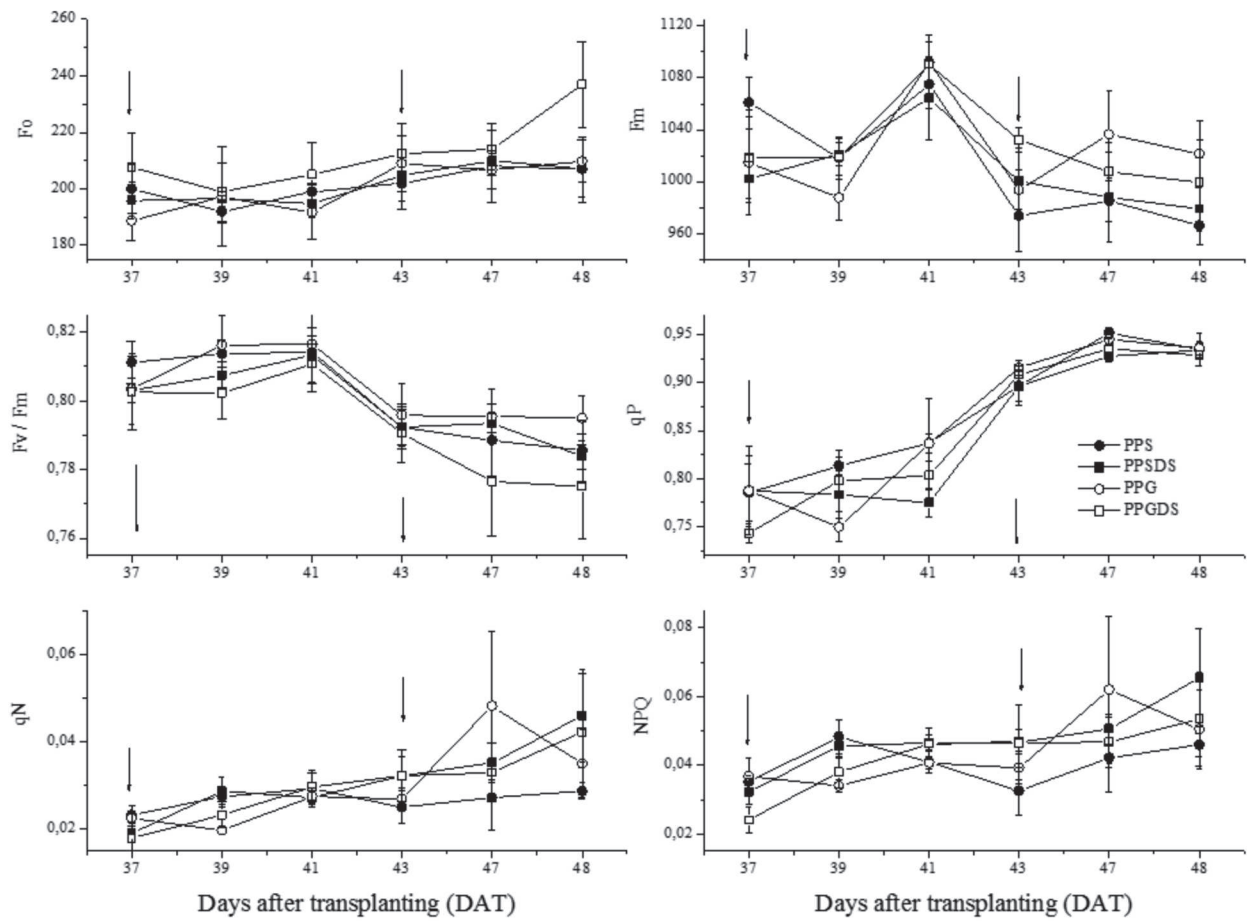 260
240
220
200
180
Fo
37 39 41 43 47 48
1120
1080
1040
1000
960
Fm
37 39 41 43 47 48
0,82
0,80
0,78
0,76
Fv / Fm
37 39 41 43 47 48
0,95
0,90
0,85
0,80
0,75
qP
PPS
PPSDS
PPG
PPGDS
37 39 41 43 47 48
0,06
0,04
0,02
qN
37 39 41 43 47 48
Days after transplanting (DAT)
0,08
0,06
0,04
0,02
NPQ
37 39 41 43 47 48
Days after transplanting (DAT)